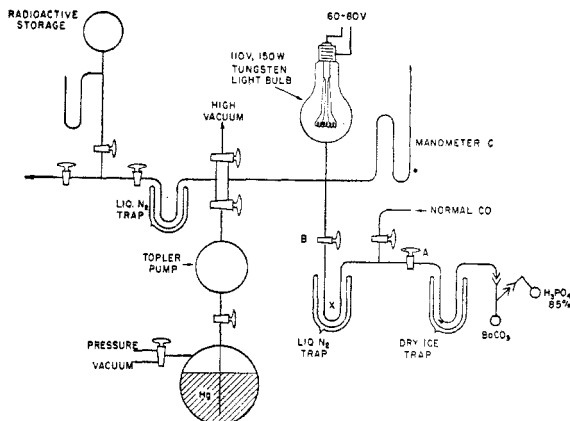 RADIOACTIVE
STORAGE
60-80V
110V, 150W
TUNGSTEN
LIGHT BULB
HIGH
VACUUM
MANOMETER C
LIQ. N2
TRAP
NORMAL CO
B
A
TOPLER
PUMP
X
H3PO4
85%
BaCO3
LIQ N2
TRAP
DRY ICE
TRAP
PRESSURE
VACUUM
Hg